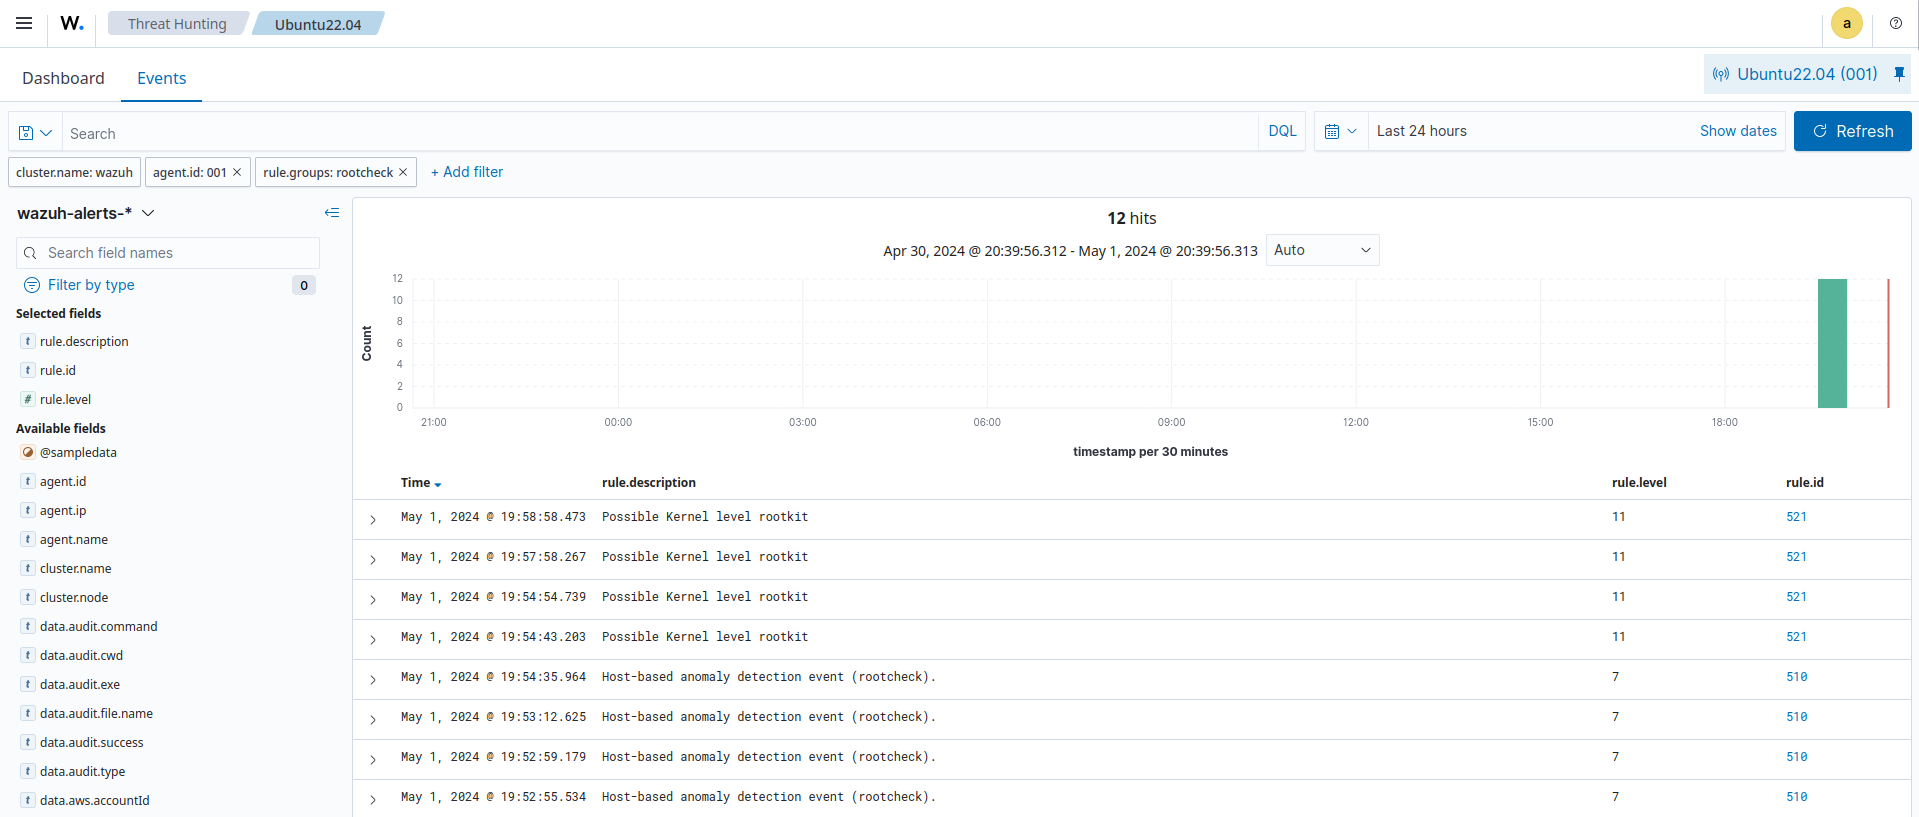 W. Threat Hunting Ubuntu22.04 a
Dashboard Events Ubuntu22.04 (001)
Search DQL Last 24 hours Show dates Refresh
cluster.name: wazuh agent.id: 001 rule.groups: rootcheck + Add filter
wazuh-alerts-*
Search field names
Filter by type 0
Selected fields
t rule.description
t rule.id
# rule.level
Available fields
@sampledata
t agent.id
t agent.ip
t agent.name
t cluster.name
t cluster.node
t data.audit.command
t data.audit.cwd
t data.audit.exe
t data.audit.file.name
t data.audit.success
t data.audit.type
t data.aws.accountId
12 hits
Apr 30, 2024 @ 20:39:56.312 - May 1, 2024 @ 20:39:56.313 Auto
Count
12
10
8
6
4
2
0
21:00 00:00 03:00 06:00 09:00 12:00 15:00 18:00
timestamp per 30 minutes
Time rule.description rule.level rule.id
May 1, 2024 @ 19:58:58.473 Possible Kernel level rootkit 11 521
May 1, 2024 @ 19:57:58.267 Possible Kernel level rootkit 11 521
May 1, 2024 @ 19:54:54.739 Possible Kernel level rootkit 11 521
May 1, 2024 @ 19:54:43.203 Possible Kernel level rootkit 11 521
May 1, 2024 @ 19:54:35.964 Host-based anomaly detection event (rootcheck). 7 510
May 1, 2024 @ 19:53:12.625 Host-based anomaly detection event (rootcheck). 7 510
May 1, 2024 @ 19:52:59.179 Host-based anomaly detection event (rootcheck). 7 510
May 1, 2024 @ 19:52:55.534 Host-based anomaly detection event (rootcheck). 7 510